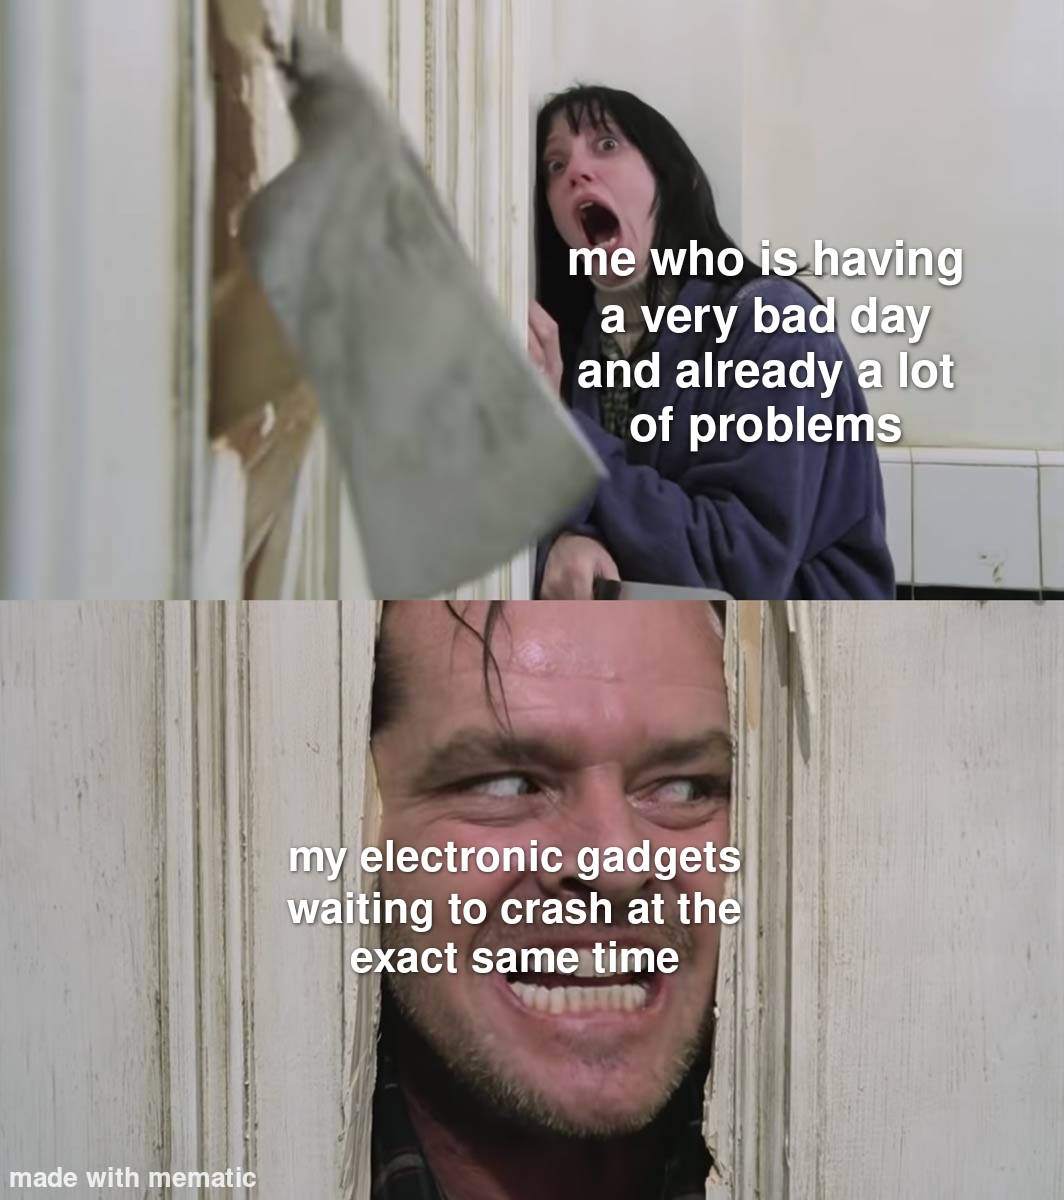 me who is having
a very bad day
and already a lot
of problems
my electronic gadgets
waiting to crash at the
exact same time
made with mematic